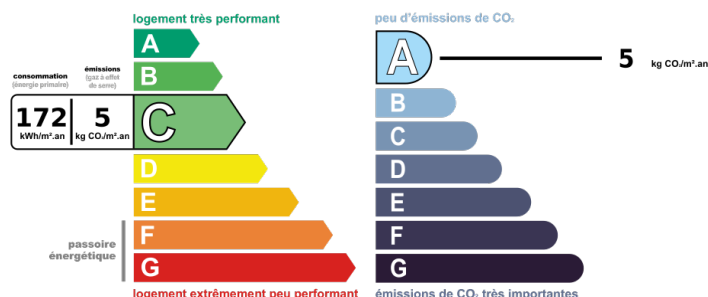 logement très performant
A
B
consommation
(énergie primaire)
émissions
(gaz à effet
de serre)
172
kWh/m².an
5
kg CO₂/m².an
C
D
E
F
G
passoire
énergétique
logement extrêmement peu performant
peu d'émissions de CO₂
A
5
kg CO₂/m².an
B
C
D
E
F
G
émissions de CO₂ très importantes